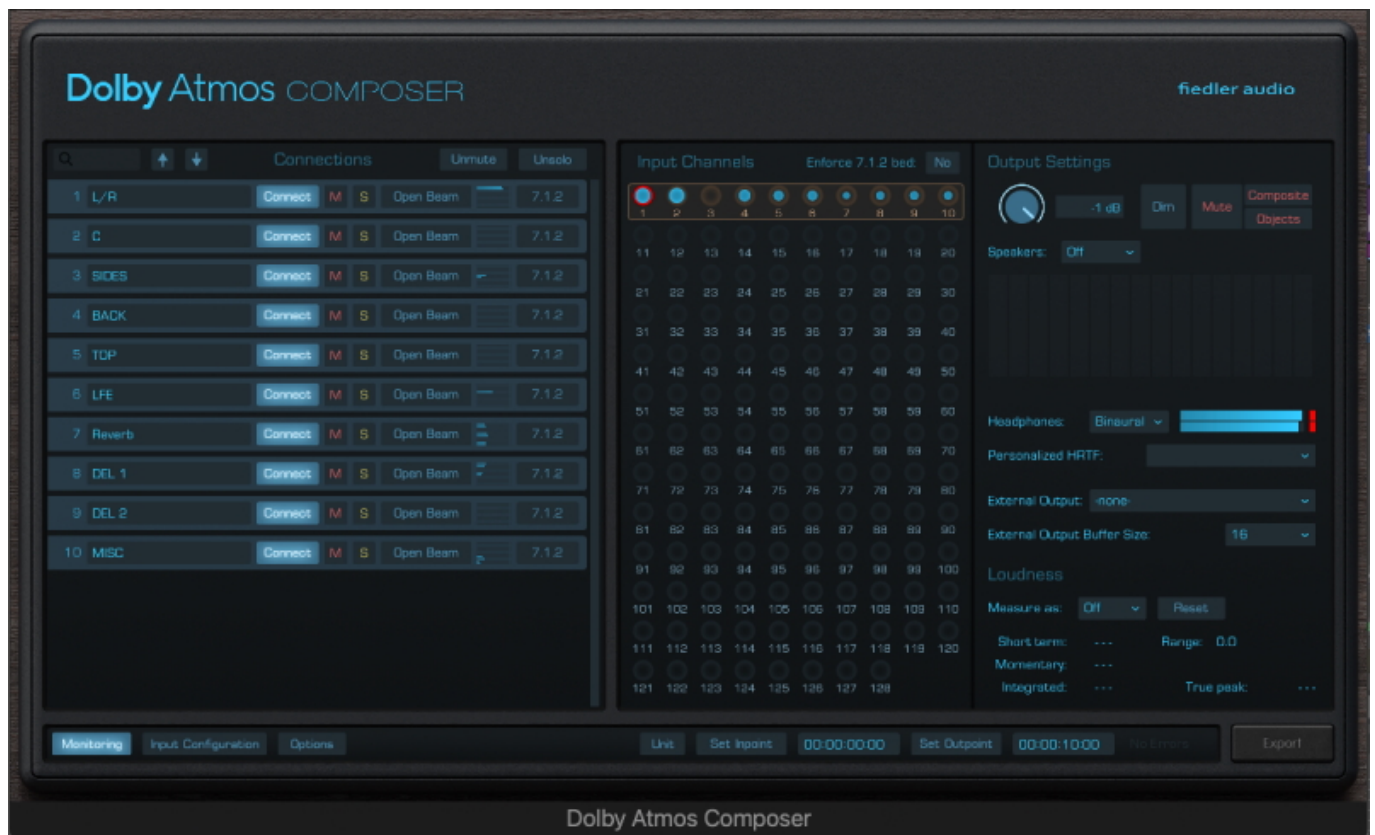 Dolby Atmos COMPOSER
fiedler audio
Connections Unmute Unsolo
1 L/R Connect M S Open Beam 7.1.2
2 C Connect M S Open Beam 7.1.2
3 SIDES Connect M S Open Beam 7.1.2
4 BACK Connect M S Open Beam 7.1.2
5 TOP Connect M S Open Beam 7.1.2
6 LFE Connect M S Open Beam 7.1.2
7 Reverb Connect M S Open Beam 7.1.2
8 DEL 1 Connect M S Open Beam 7.1.2
9 DEL 2 Connect M S Open Beam 7.1.2
10 MISC Connect M S Open Beam 7.1.2
Input Channels Enforce 7.1.2 bed: No
1 2 3 4 5 6 7 8 9 10
11 12 13 14 15 16 17 18 19 20
21 22 23 24 25 26 27 28 29 30
31 32 33 34 35 36 37 38 39 40
41 42 43 44 45 46 47 48 49 50
51 52 53 54 55 56 57 58 59 60
61 62 63 64 65 66 67 68 69 70
71 72 73 74 75 76 77 78 79 80
81 82 83 84 85 86 87 88 89 90
91 92 93 94 95 96 97 98 99 100
101 102 103 104 105 106 107 108 109 110
111 112 113 114 115 116 117 118 119 120
121 122 123 124 125 126 127 128
Output Settings
-1 dB Dim Mute Composite
Objects
Speakers: Off
Headphones: Binaural
Personalized HRTF:
External Output: -none-
External Output Buffer Size: 16
Loudness
Measure as: Off Reset
Short term: --- Range: 0.0
Momentary: ---
Integrated: --- True peak: ---
Monitoring Input Configuration Options Unit Set Inpoint 00:00:00:00 Set Outpoint 00:00:10:00 No Errors Export
Dolby Atmos Composer